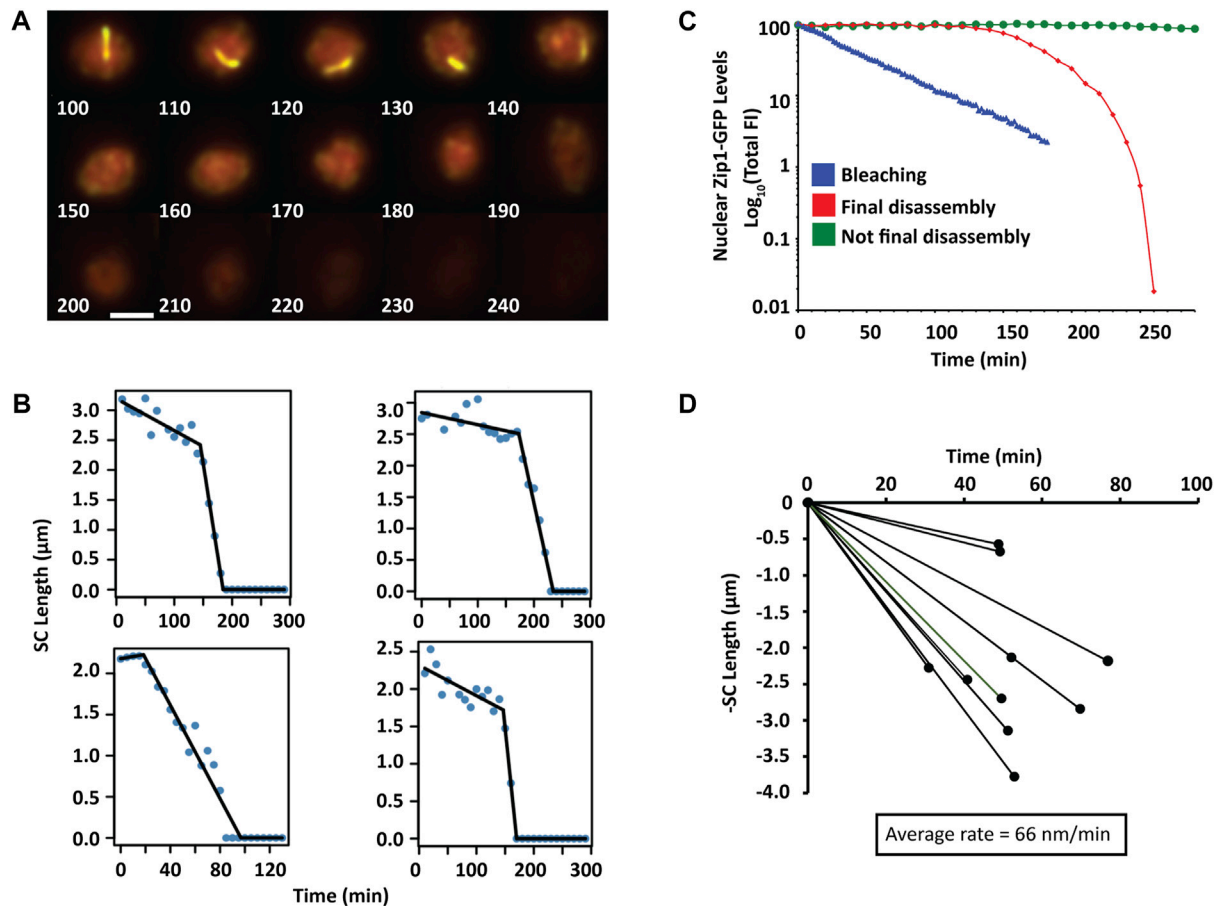 A
100 110 120 130 140
150 160 170 180 190
200 210 220 230 240
B
SC Length (μm)
3.0
2.5
2.0
1.5
1.0
0.5
0.0
0 100 200 300
3.0
2.5
2.0
1.5
1.0
0.5
0.0
0 100 200 300
2.0
1.5
1.0
0.5
0.0
0 40 80 120
2.5
2.0
1.5
1.0
0.5
0.0
0 100 200 300
Time (min)
C
Nuclear Zip1-GFP Levels
Log10(Total FI)
100
10
1
0.1
0.01
Bleaching
Final disassembly
Not final disassembly
0 50 100 150 200 250
Time (min)
D
Time (min)
0 20 40 60 80 100
-SC Length (μm)
0
-0.5
-1.0
-1.5
-2.0
-2.5
-3.0
-3.5
-4.0
Average rate = 66 nm/min